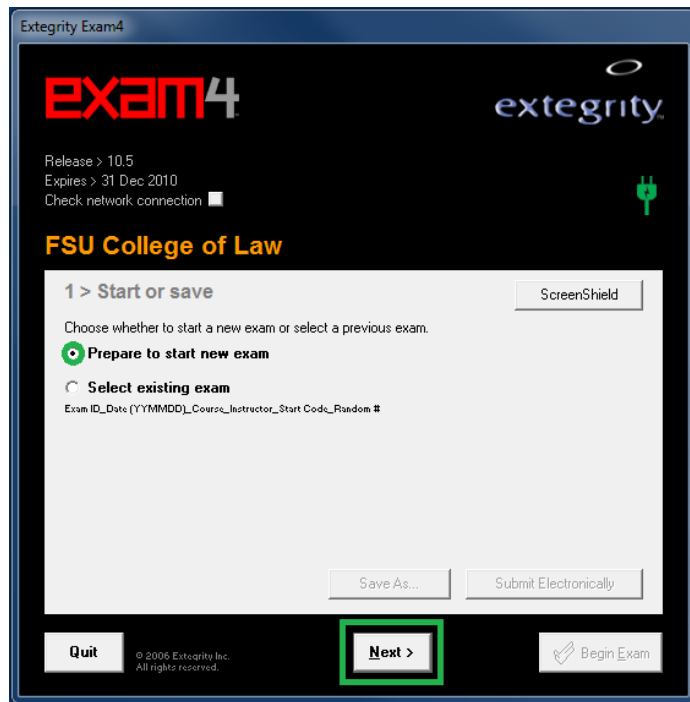 Extegrity Exam4
exam4
extegrity
Release > 10.5
Expires > 31 Dec 2010
Check network connection
FSU College of Law
1 > Start or save
ScreenShield
Choose whether to start a new exam or select a previous exam.
Prepare to start new exam
Select existing exam
Exam ID_Date (YYMMDD)_Course_Instructor_Start Code_Random #
Save As...
Submit Electronically
Quit
© 2006 Extegrity Inc.
All rights reserved.
Next >
Begin Exam